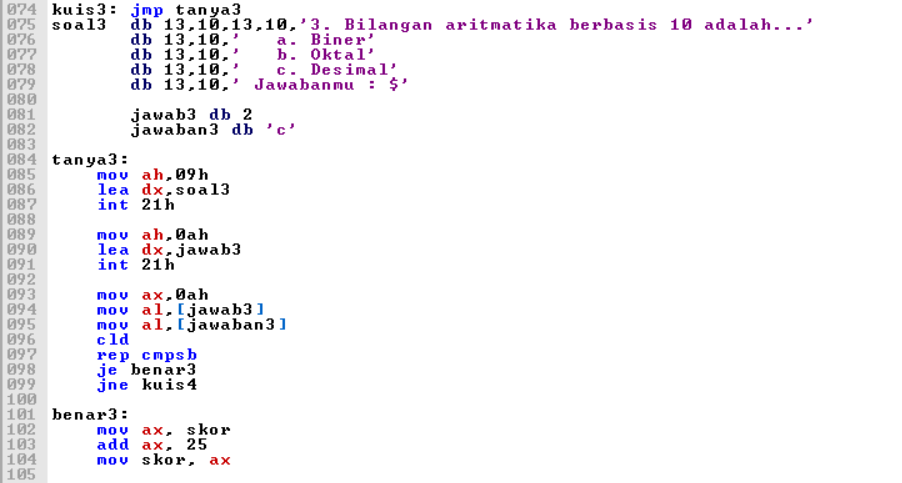 074 kuis3: jmp tanya3
075 soal3 db 13,10,13,10,'3. Bilangan aritmatika berbasis 10 adalah...'
076 db 13,10,' a. Biner'
077 db 13,10,' b. Oktal'
078 db 13,10,' c. Desimal'
079 db 13,10,' Jawabanmu : $'
080
081 jawab3 db 2
082 jawaban3 db 'c'
083
084 tanya3:
085 mov ah,09h
086 lea dx,soal3
087 int 21h
088
089 mov ah,0ah
090 lea dx,jawab3
091 int 21h
092
093 mov ax,0ah
094 mov al,[jawab3]
095 mov al,[jawaban3]
096 cld
097 rep cmpsb
098 je benar3
099 jne kuis4
100
101 benar3:
102 mov ax, skor
103 add ax, 25
104 mov skor, ax
105